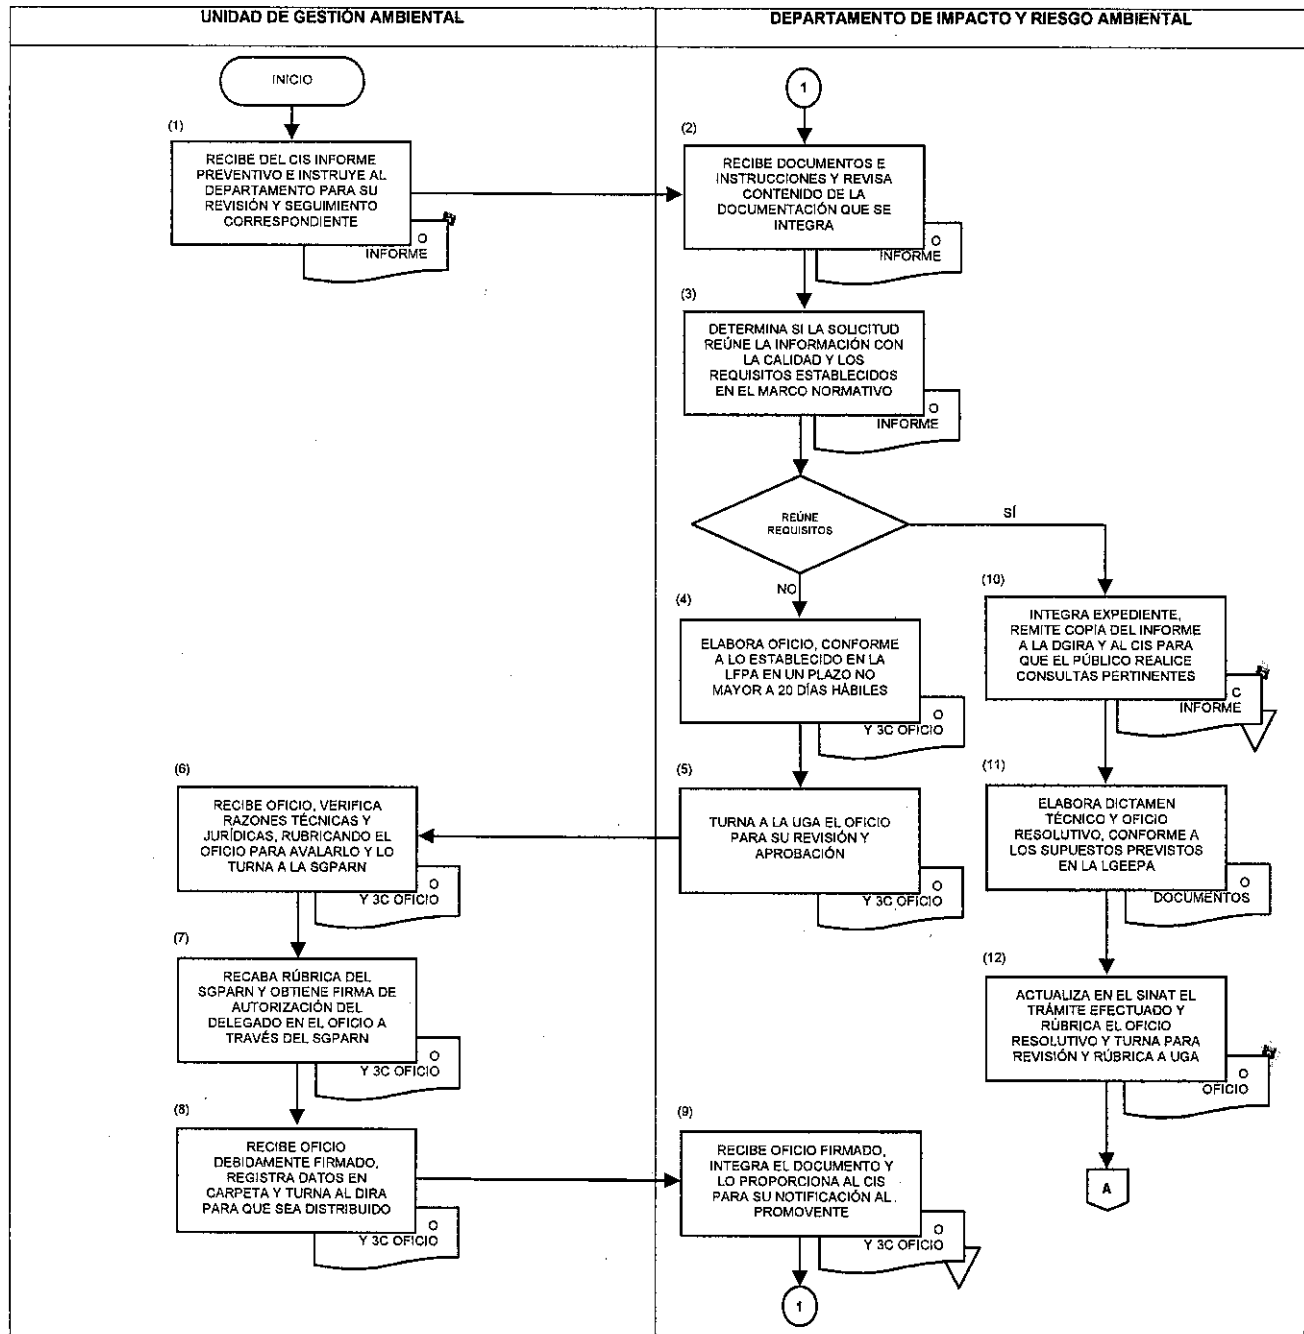 UNIDAD DE GESTIÓN AMBIENTAL
DEPARTAMENTO DE IMPACTO Y RIESGO AMBIENTAL
INICIO
1
(1)
RECIBE DEL CIS INFORME
PREVENTIVO E INSTRUYE AL
DEPARTAMENTO PARA SU
REVISIÓN Y SEGUIMIENTO
CORRESPONDIENTE
O
INFORME
(2)
RECIBE DOCUMENTOS E
INSTRUCCIONES Y REVISA
CONTENIDO DE LA
DOCUMENTACIÓN QUE SE
INTEGRA
O
INFORME
(3)
DETERMINA SI LA SOLICITUD
REÚNE LA INFORMACIÓN CON
LA CALIDAD Y LOS
REQUISITOS ESTABLECIDOS
EN EL MARCO NORMATIVO
O
INFORME
REÚNE
REQUISITOS
SÍ
NO
(4)
ELABORA OFICIO, CONFORME
A LO ESTABLECIDO EN LA
LFPA EN UN PLAZO NO
MAYOR A 20 DÍAS HÁBILES
O
Y 3C OFICIO
(10)
INTEGRA EXPEDIENTE,
REMITE COPIA DEL INFORME
A LA DGIRA Y AL CIS PARA
QUE EL PÚBLICO REALICE
CONSULTAS PERTINENTES
C
INFORME
(5)
TURNA A LA UGA EL OFICIO
PARA SU REVISIÓN Y
APROBACIÓN
O
Y 3C OFICIO
(6)
RECIBE OFICIO, VERIFICA
RAZONES TÉCNICAS Y
JURÍDICAS, RUBRICANDO EL
OFICIO PARA AVALARLO Y LO
TURNA A LA SGPARN
O
Y 3C OFICIO
(11)
ELABORA DICTAMEN
TÉCNICO Y OFICIO
RESOLUTIVO, CONFORME A
LOS SUPUESTOS PREVISTOS
EN LA LGEEPA
O
DOCUMENTOS
(7)
RECABA RÚBRICA DEL
SGPARN Y OBTIENE FIRMA DE
AUTORIZACIÓN DEL
DELEGADO EN EL OFICIO A
TRAVÉS DEL SGPARN
O
Y 3C OFICIO
(12)
ACTUALIZA EN EL SINAT EL
TRÁMITE EFECTUADO Y
RÚBRICA EL OFICIO
RESOLUTIVO Y TURNA PARA
REVISIÓN Y RÚBRICA A UGA
O
OFICIO
(8)
RECIBE OFICIO
DEBIDAMENTE FIRMADO,
REGISTRA DATOS EN
CARPETA Y TURNA AL DIRA
PARA QUE SEA DISTRIBUIDO
O
Y 3C OFICIO
(9)
RECIBE OFICIO FIRMADO,
INTEGRA EL DOCUMENTO Y
LO PROPORCIONA AL CIS
PARA SU NOTIFICACIÓN AL
PROMOVENTE
O
Y 3C OFICIO
A
1